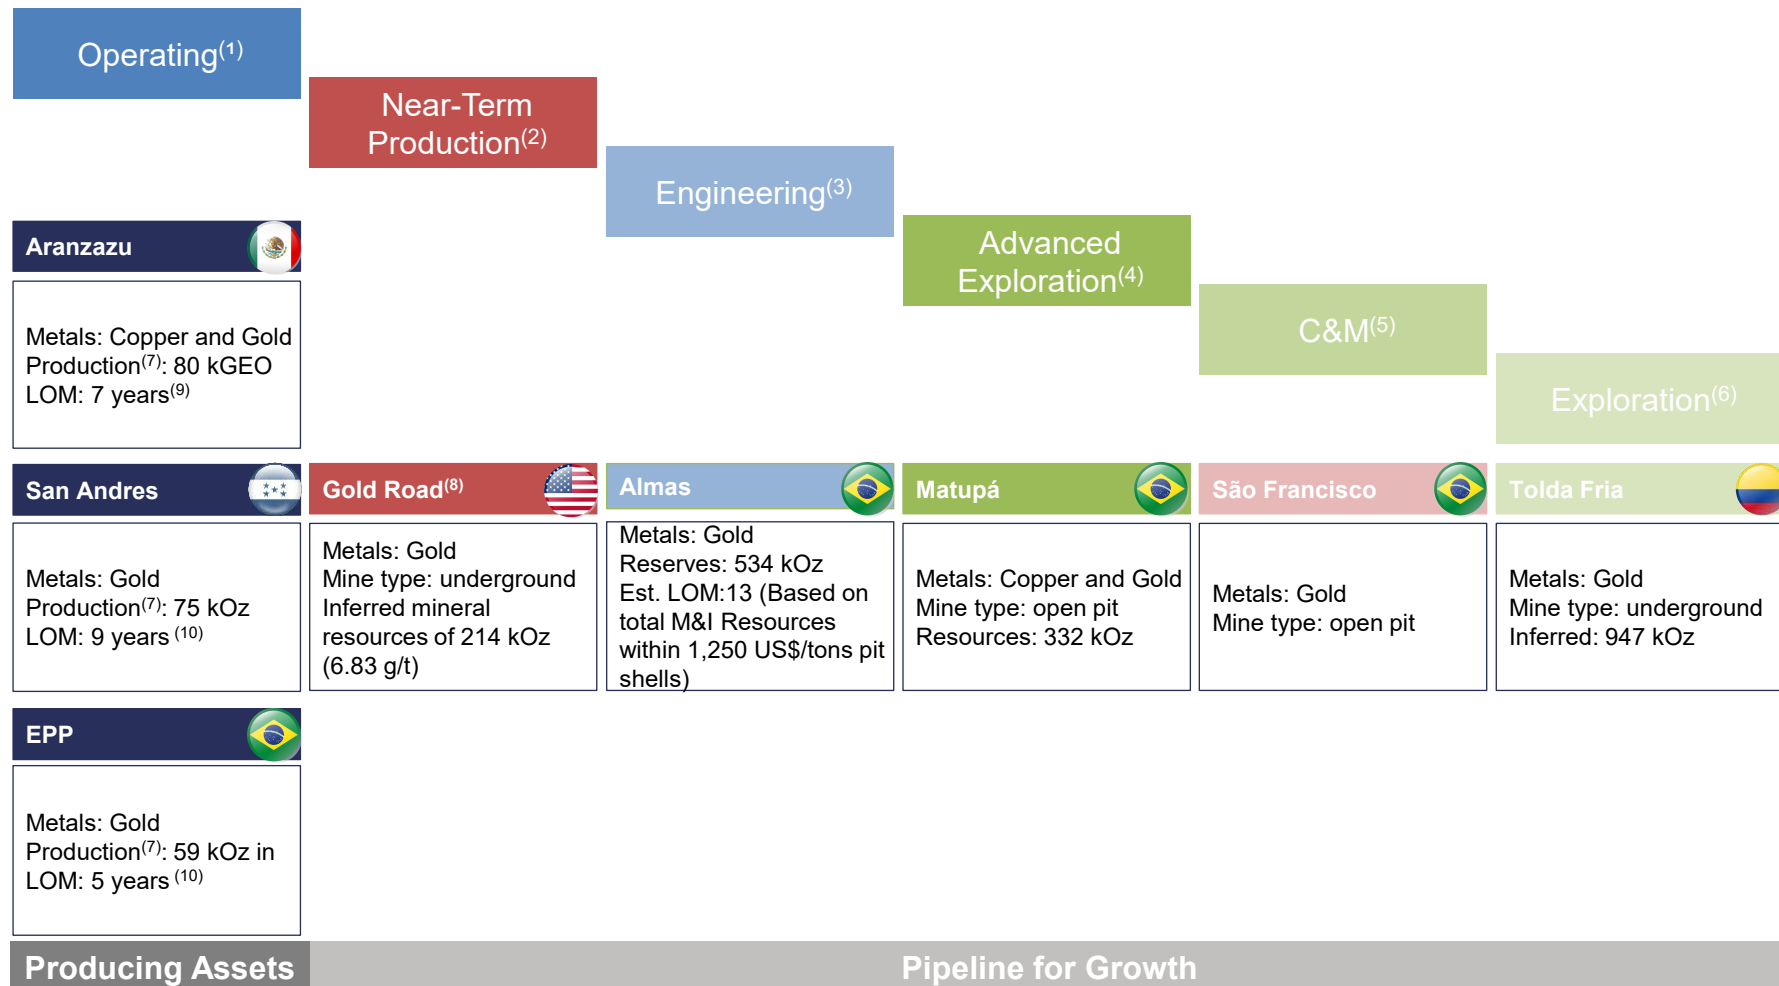 Operating(1)
Near-Term
Production(2)
Engineering(3)
Advanced
Exploration(4)
C&M(5)
Exploration(6)
Aranzazu
Metals: Copper and Gold
Production(7): 80 kGEO
LOM: 7 years(9)
San Andres
Metals: Gold
Production(7): 75 kOz
LOM: 9 years (10)
EPP
Metals: Gold
Production(7): 59 kOz in
LOM: 5 years (10)
Gold Road(8)
Metals: Gold
Mine type: underground
Inferred mineral
resources of 214 kOz
(6.83 g/t)
Almas
Metals: Gold
Reserves: 534 kOz
Est. LOM:13 (Based on
total M&I Resources
within 1,250 US$/tons pit
shells)
Matupá
Metals: Copper and Gold
Mine type: open pit
Resources: 332 kOz
São Francisco
Metals: Gold
Mine type: open pit
Tolda Fria
Metals: Gold
Mine type: underground
Inferred: 947 kOz
Producing Assets
Pipeline for Growth